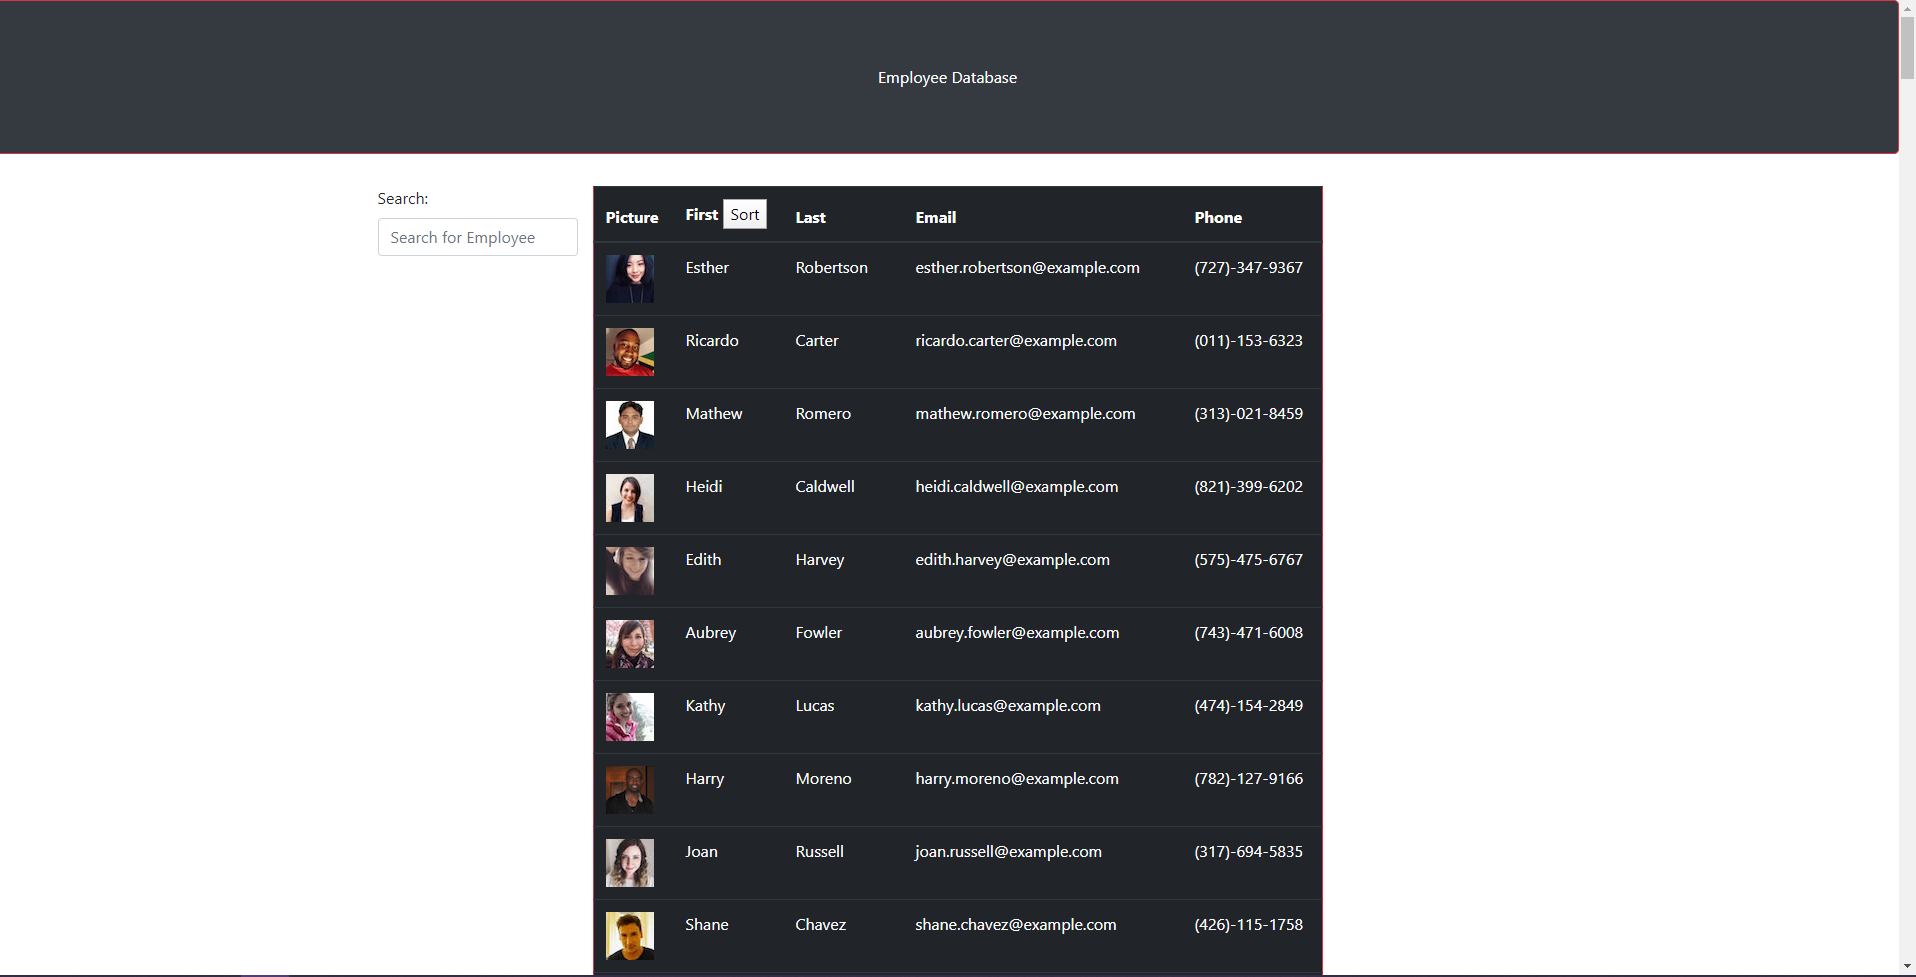 Employee Database
Search:
Search for Employee
Picture First Sort Last Email Phone
Esther Robertson esther.robertson@example.com (727)-347-9367
Ricardo Carter ricardo.carter@example.com (011)-153-6323
Mathew Romero mathew.romero@example.com (313)-021-8459
Heidi Caldwell heidi.caldwell@example.com (821)-399-6202
Edith Harvey edith.harvey@example.com (575)-475-6767
Aubrey Fowler aubrey.fowler@example.com (743)-471-6008
Kathy Lucas kathy.lucas@example.com (474)-154-2849
Harry Moreno harry.moreno@example.com (782)-127-9166
Joan Russell joan.russell@example.com (317)-694-5835
Shane Chavez shane.chavez@example.com (426)-115-1758